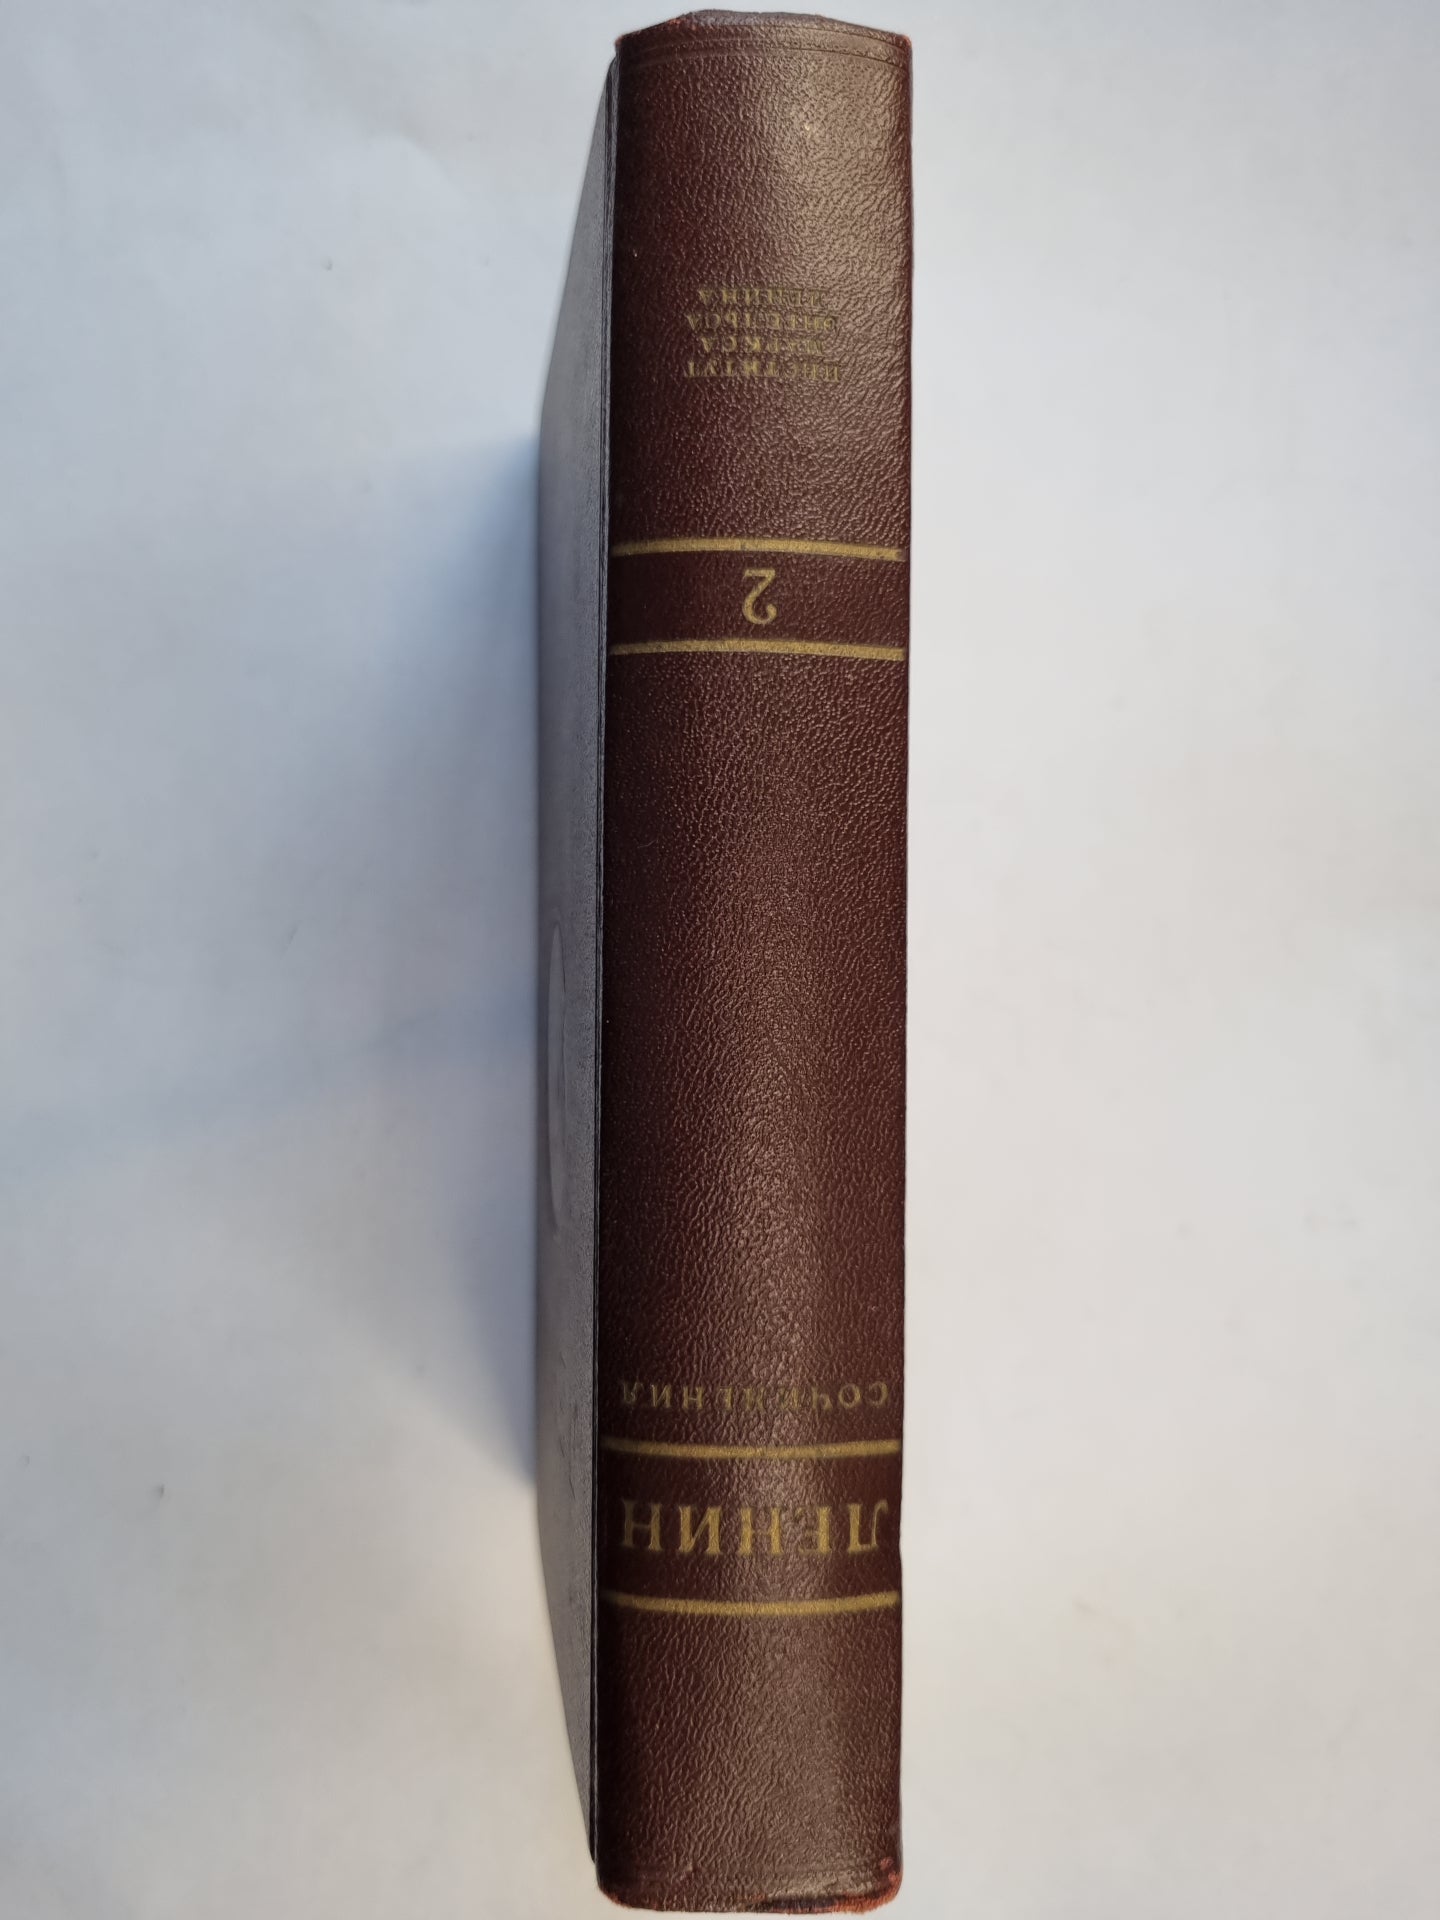 ЛЕНИН
СОЧИНЕНИЯ
2
ИНСТИТУТ
МАРКСА
ЭНГЕЛЬСА
ЛЕНИНА